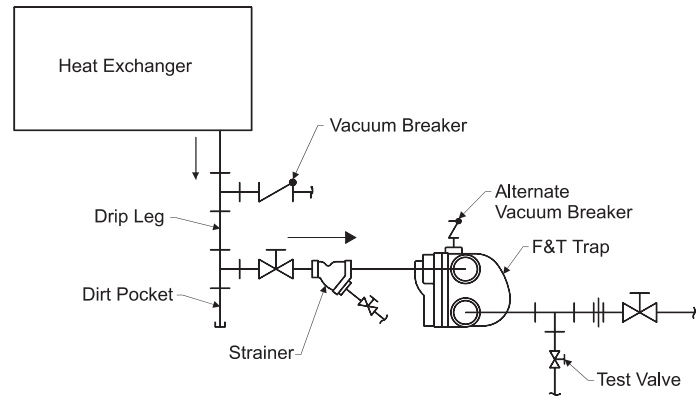 Heat Exchanger
Vacuum Breaker
Drip Leg
Alternate
Vacuum Breaker
F&T Trap
Dirt Pocket
Strainer
Test Valve